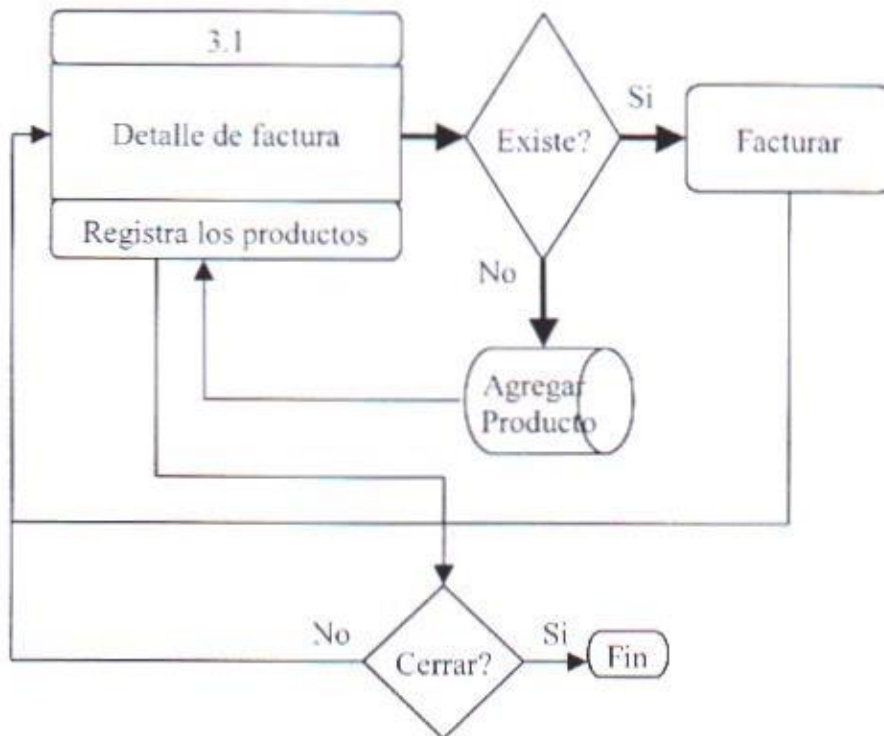 3.1
Detalle de factura
Existe?
Si
Facturar
Registra los productos
No
Agregar
Producto
No
Cerrar?
Si
Fin